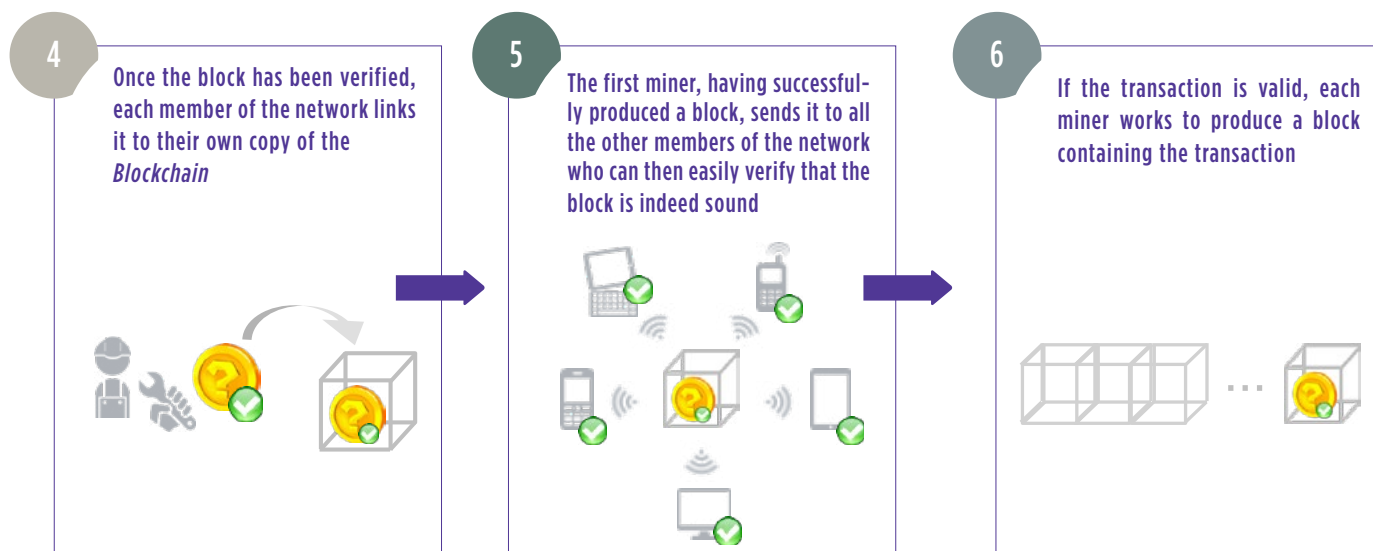 4
Once the block has been verified,
each member of the network links
it to their own copy of the
Blockchain
5
The first miner, having successful-
ly produced a block, sends it to all
the other members of the network
who can then easily verify that the
block is indeed sound
6
If the transaction is valid, each
miner works to produce a block
containing the transaction
...